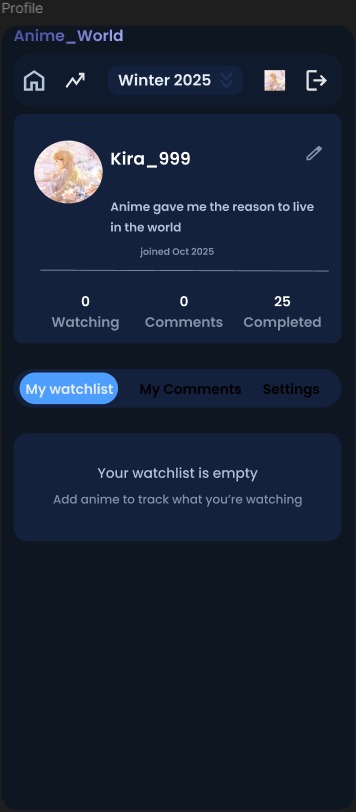 Profile
Anime_World
Winter 2025
Kira_999
Anime gave me the reason to live
in the world
joined Oct 2025
0 0 25
Watching Comments Completed
My watchlist My Comments Settings
Your watchlist is empty
Add anime to track what you're watching